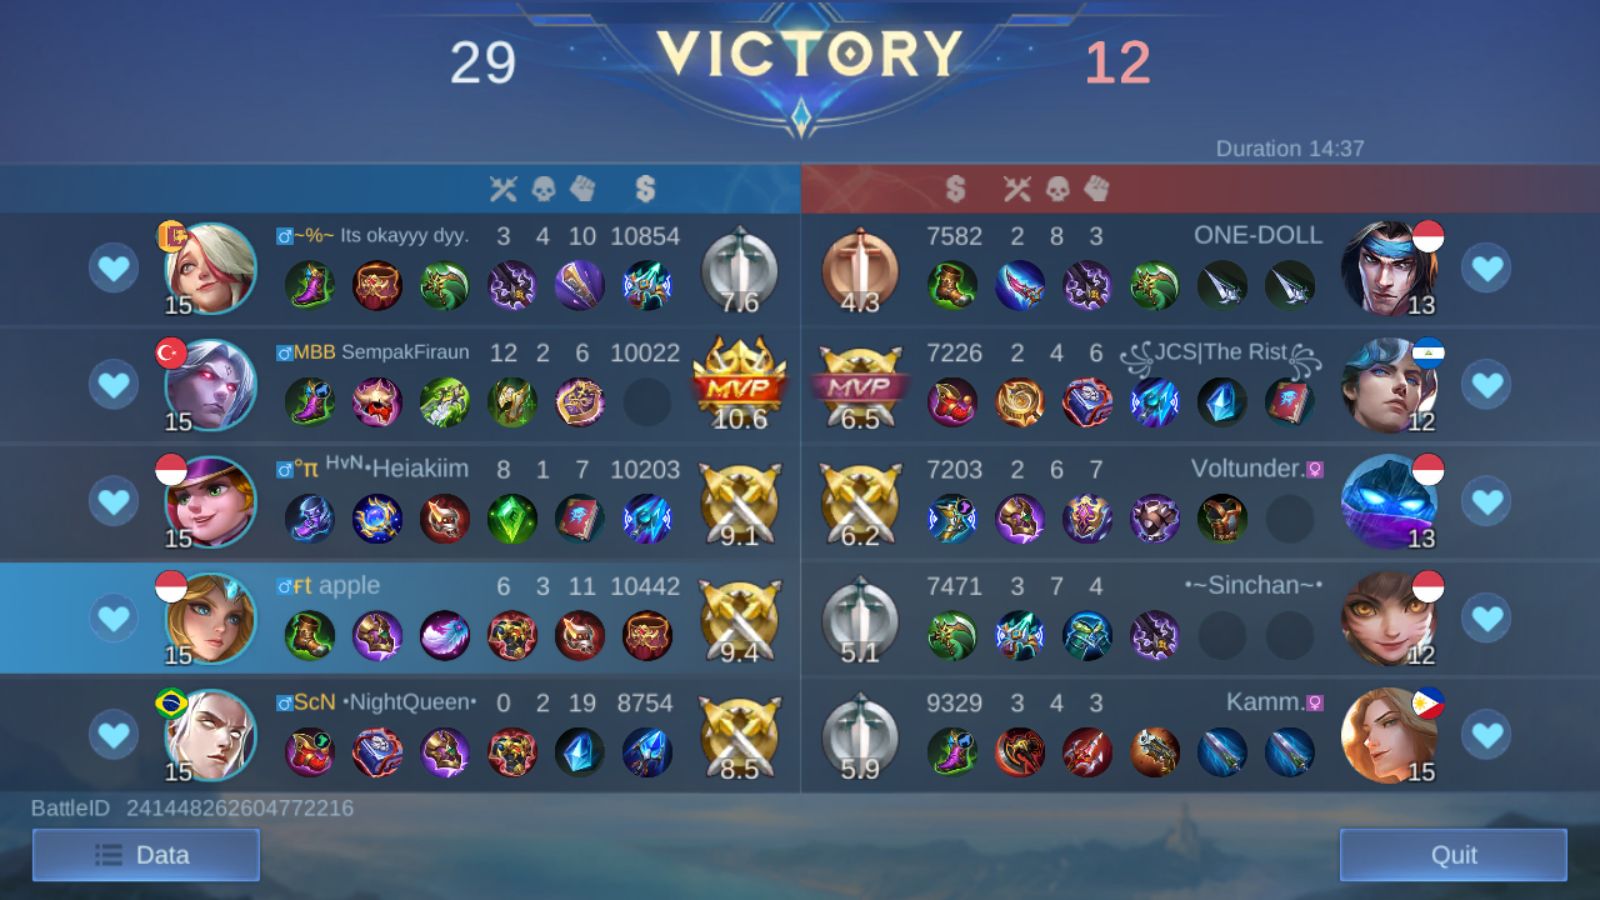 29 VICTORY 12
Duration 14:37
~%~ Its okayyy dyy. 3 4 10 10854
15 7.6
7582 2 8 3 ONE-DOLL
4.3 13
MBB SempakFiraun 12 2 6 10022
15 MVP 10.6
7226 2 4 6 JCS|The Rist
MVP 6.5 12
°π ᴴᵛᴺ•Heiakiim 8 1 7 10203
15 9.1
7203 2 6 7 Voltunder.
6.2 13
ғt apple 6 3 11 10442
15 9.4
7471 3 7 4 •~Sinchan~•
5.1 12
ScN •NightQueen• 0 2 19 8754
15 8.5
9329 3 4 3 Kamm.
5.9 15
BattleID 241448262604772216
Data
Quit